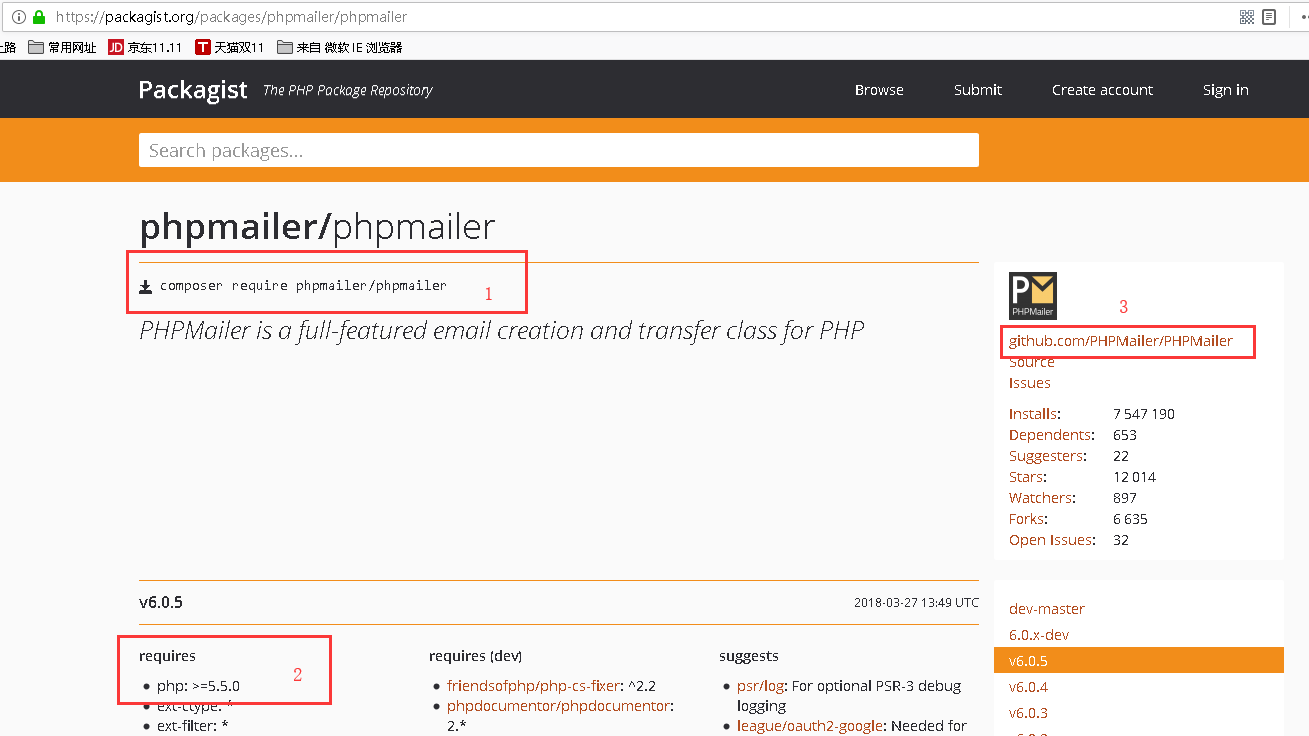 https://packagist.org/packages/phpmailer/phpmailer
上路 常用网址 JD 京东11.11 T 天猫双11 来自 微软 IE 浏览器
Packagist The PHP Package Repository Browse Submit Create account Sign in
Search packages...
phpmailer/phpmailer
composer require phpmailer/phpmailer 1
PHPMailer is a full-featured email creation and transfer class for PHP
PM
PHPMailer
3
github.com/PHPMailer/PHPMailer
Source
Issues
Installs: 7 547 190
Dependents: 653
Suggesters: 22
Stars: 12 014
Watchers: 897
Forks: 6 635
Open Issues: 32
v6.0.5 2018-03-27 13:49 UTC
requires
2
php: >=5.5.0
ext-ctype: *
ext-filter: *
requires (dev)
friendsofphp/php-cs-fixer: ^2.2
phpdocumentor/phpdocumentor:
2.*
suggests
psr/log: For optional PSR-3 debug
logging
league/oauth2-google: Needed for
dev-master
6.0.x-dev
v6.0.5
v6.0.4
v6.0.3